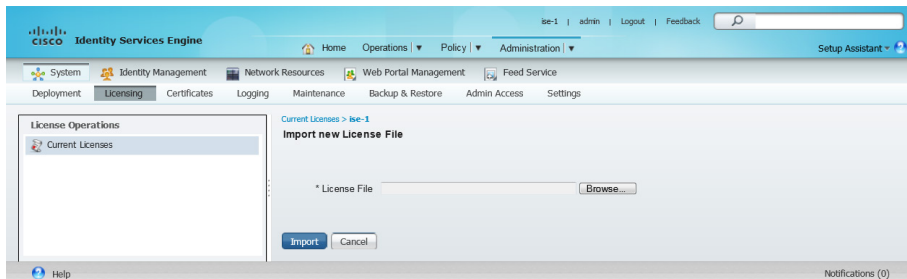 ise-1 | admin | Logout | Feedback
CISCO Identity Services Engine
Home Operations | Policy | Administration |
Setup Assistant
System Identity Management Network Resources Web Portal Management Feed Service
Deployment Licensing Certificates Logging Maintenance Backup & Restore Admin Access Settings
License Operations
Current Licenses
Current Licenses > ise-1
Import new License File
* License File Browse...
Import Cancel
Help Notifications (0)